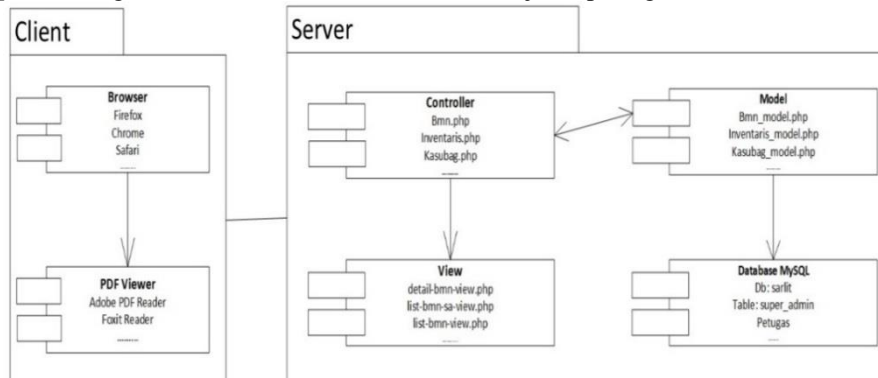 Client
Server
Browser
Firefox
Chrome
Safari
......
PDF Viewer
Adobe PDF Reader
Foxit Reader
.......
Controller
Bmn.php
Inventaris.php
Kasubag.php
......
Model
Bmn_model.php
Inventaris_model.php
Kasubag_model.php
....
View
detail-bmn-view.php
list-bmn-sa-view.php
list-bmn-view.php
......
Database MySQL
Db: sarlit
Table: super_admin
Petugas
....